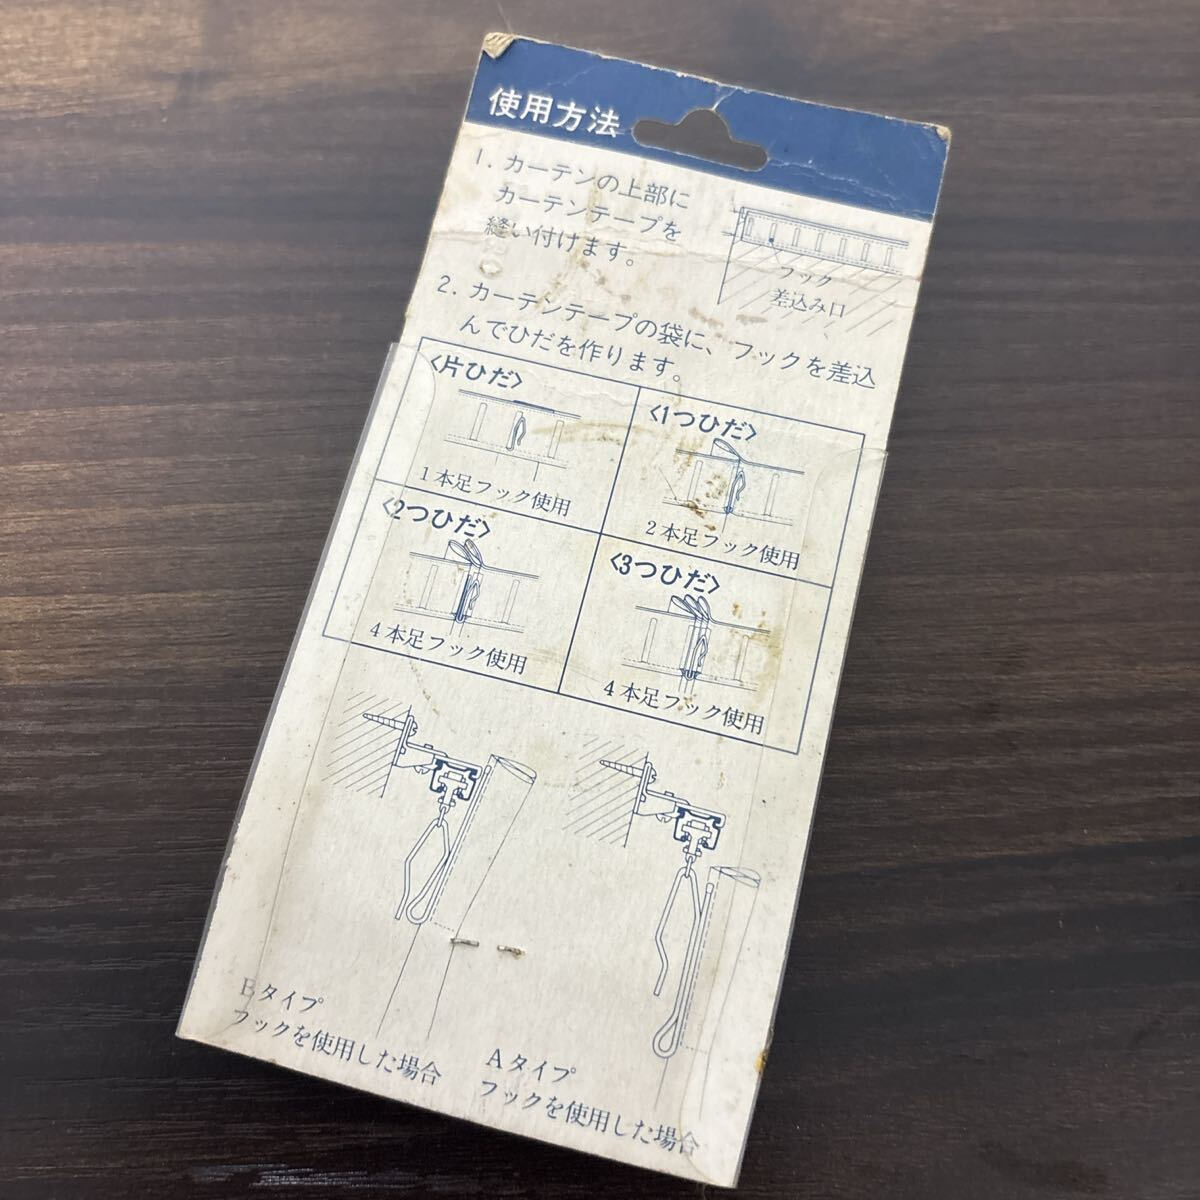 使用方法
1. カーテンの上部に
カーテンテープを
縫い付けます。
フック
差込み口
2. カーテンテープの袋に、フックを差込
んでひだを作ります。
〈片ひだ〉
1本足フック使用
〈1つひだ〉
2本足フック使用
〈2つひだ〉
4本足フック使用
〈3つひだ〉
4本足フック使用
Bタイプ
フックを使用した場合
Aタイプ
フックを使用した場合